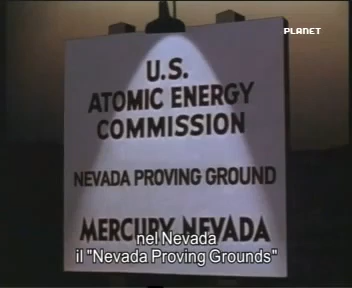 PLANET
U.S.
ATOMIC ENERGY
COMMISSION
NEVADA PROVING GROUND
MERCURY, NEVADA
nel Nevada
il "Nevada Proving Grounds"